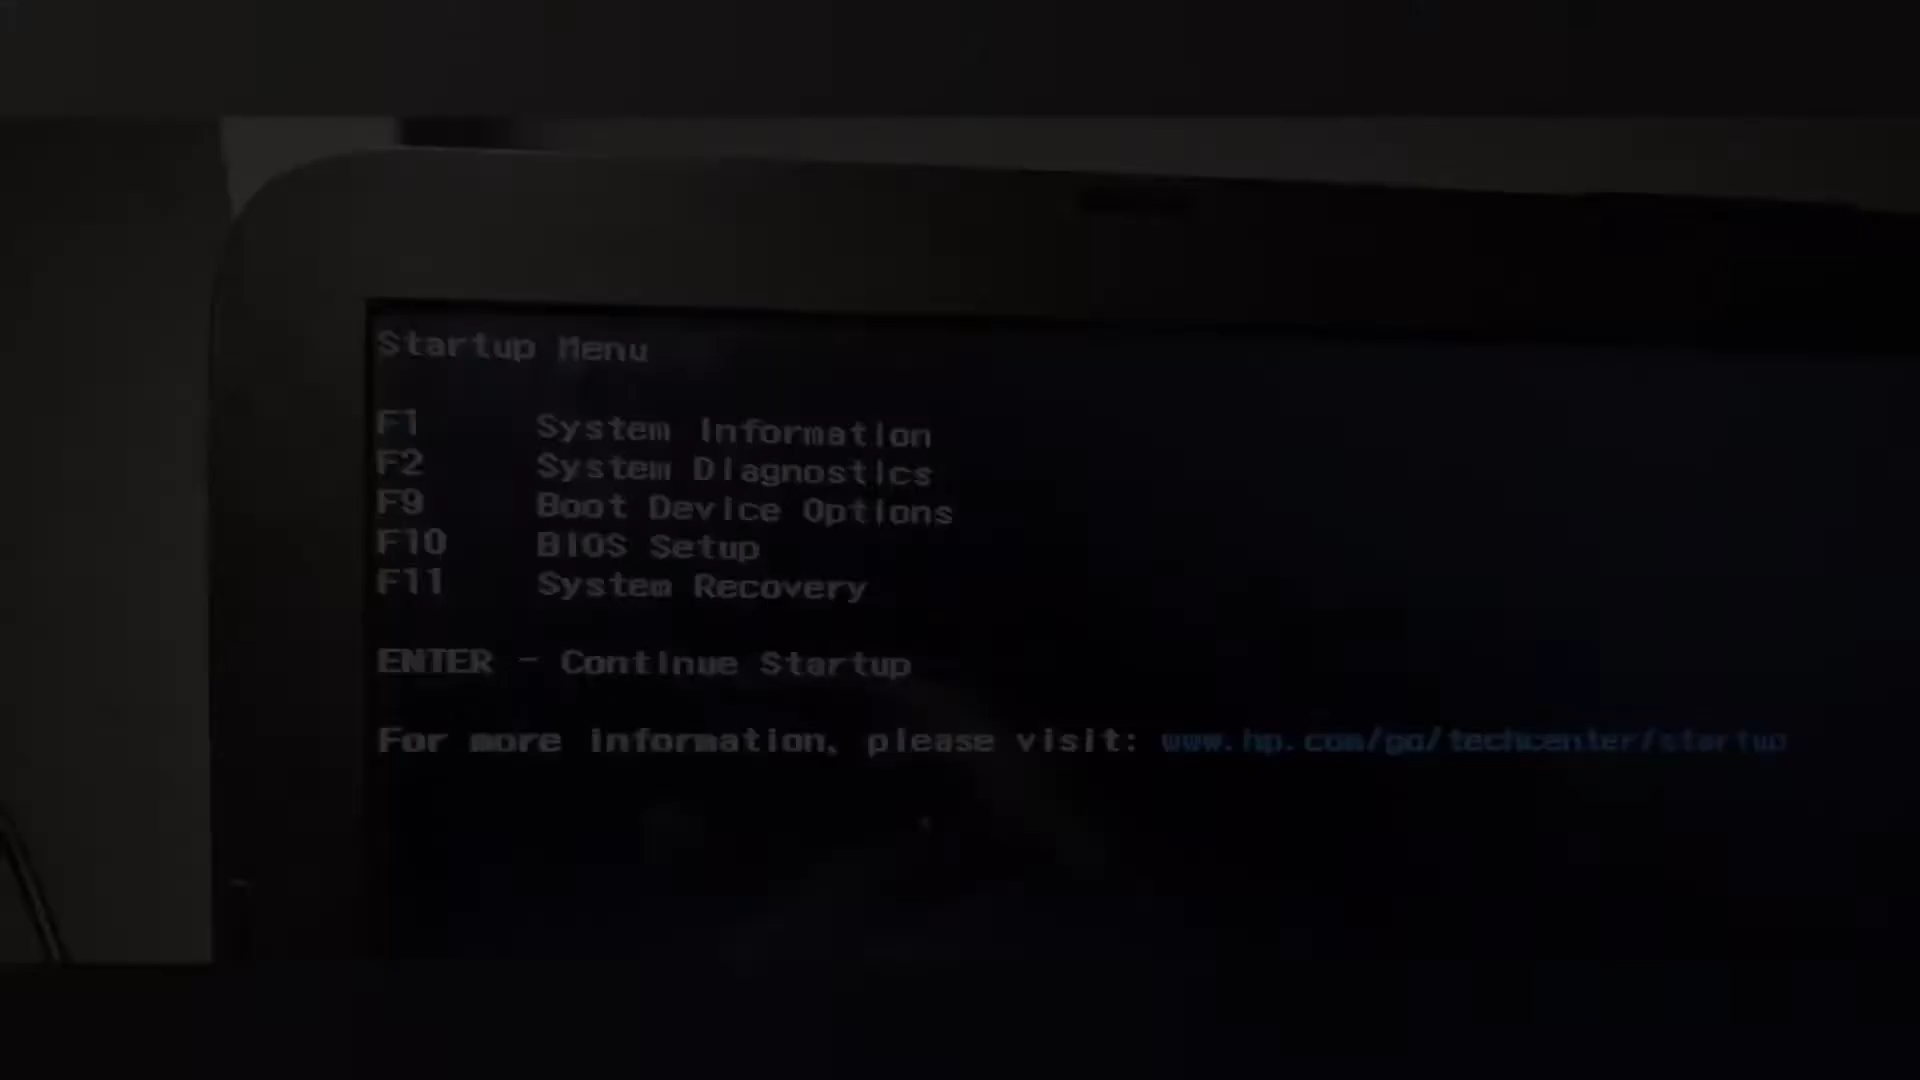 Startup Menu
F1 System Information
F2 System Diagnostics
F9 Boot Device Options
F10 BIOS Setup
F11 System Recovery
ENTER - Continue Startup
For more information, please visit: www.hp.com/go/techcenter/startup